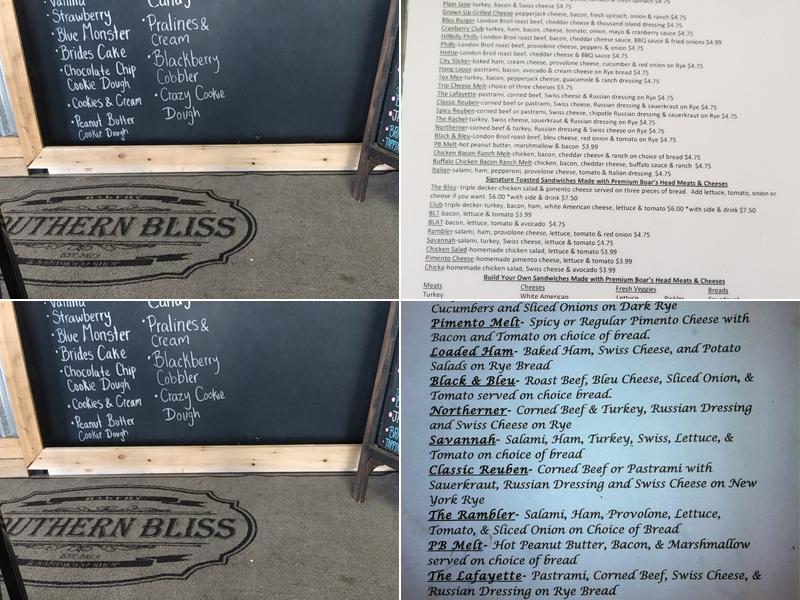 Vanilla
Strawberry
• Blue Monster
• Brides Cake
• Chocolate Chip
Cookie Dough
• Cookies & Cream
• Peanut Butter
Cookie Dough
Candy
• Pralines &
Cream
• Blackberry
Cobbler
• Crazy Cookie
Dough
BAKERY
SOUTHERN BLISS
EST. 2013
& SANDWICH SHOP
Plain Jane-turkey, bacon & Swiss cheese $4.75
Grown Up Grilled Cheese-pepperjack cheese, bacon, fresh spinach, onion & ranch $4.75
Bliss Burger-London Broil roast beef, cheddar cheese & thousand island dressing $4.75
Cranberry Club-turkey, ham, bacon, cheese, tomato, onion, mayo & cranberry sauce $4.75
Hillbilly Philly-London Broil roast beef, bacon, cheddar cheese sauce, BBQ sauce & fried onions $4.99
Philly-London Broil roast beef, provolone cheese, peppers & onion $4.75
Hottie-London Broil roast beef, cheddar cheese & BBQ sauce $4.75
City Slicker-baked ham, cream cheese, provolone cheese, cucumber & red onion on Rye $4.75
Hang Loose-pastrami, bacon, avocado & cream cheese on Rye bread $4.75
Tex Mex-turkey, bacon, pepperjack cheese, guacamole & ranch dressing $4.75
Trio Cheese Melt-choice of three cheeses $3.75
The Lafayette-pastrami, corned beef, Swiss cheese & Russian dressing on Rye $4.75
Classic Reuben-corned beef or pastrami, Swiss cheese, Russian dressing & sauerkraut on Rye $4.75
Spicy Reuben-corned beef or pastrami, Swiss cheese, chipotle Russian dressing & sauerkraut on Rye $4.75
The Rachel-turkey, Swiss cheese, sauerkraut & Russian dressing on Rye $4.75
Northerner-corned beef & turkey, Russian dressing & Swiss cheese on Rye $4.75
Black & Bleu-London Broil roast beef, bleu cheese, red onion & tomato on Rye $4.75
PB Melt-hot peanut butter, marshmallow & bacon $3.99
Chicken Bacon Ranch Melt-chicken, bacon, cheddar cheese & ranch on choice of bread $4.75
Buffalo Chicken Bacon Ranch Melt-chicken, bacon, cheddar cheese, buffalo sauce & ranch $4.75
Italian-salami, ham, pepperoni, provolone cheese, tomato & Italian dressing $4.75
Signature Toasted Sandwiches Made with Premium Boar's Head Meats & Cheeses
The Bliss- triple decker-chicken salad & pimento cheese served on three pieces of bread. Add lettuce, tomato, onion or
cheese if you want $6.00 *with side & drink $7.50
Club-triple decker-turkey, bacon, ham, white American cheese, lettuce & tomato $6.00 *with side & drink $7.50
BLT-bacon, lettuce & tomato $3.99
BLAT-bacon, lettuce, tomato & avocado $4.75
Rambler-salami, ham, provolone cheese, lettuce, tomato & red onion $4.75
Savannah-salami, turkey, Swiss cheese, lettuce & tomato $4.75
Chicken Salad-homemade chicken salad, lettuce & tomato $3.99
Pimento Cheese-homemade pimento cheese, lettuce & tomato $3.99
Chicka-homemade chicken salad, Swiss cheese & avocado $3.99
Build Your Own Sandwiches Made with Premium Boar's Head Meats & Cheeses
Meats Cheeses Fresh Veggies Breads
Turkey White American Lettuce Pickles
Vanilla
Strawberry
• Blue Monster
• Brides Cake
• Chocolate Chip
Cookie Dough
• Cookies & Cream
• Peanut Butter
Cookie Dough
Candy
• Pralines &
Cream
• Blackberry
Cobbler
• Crazy Cookie
Dough
BAKERY
SOUTHERN BLISS
EST. 2013
& SANDWICH SHOP
Cucumbers and Sliced Onions on Dark Rye
Pimento Melt- Spicy or Regular Pimento Cheese with
Bacon and Tomato on choice of bread.
Loaded Ham- Baked Ham, Swiss Cheese, and Potato
Salads on Rye Bread
Black & Bleu- Roast Beef, Bleu Cheese, Sliced Onion, &
Tomato served on choice bread.
Northerner- Corned Beef & Turkey, Russian Dressing
and Swiss Cheese on Rye
Savannah- Salami, Ham, Turkey, Swiss, Lettuce, &
Tomato on choice of bread
Classic Reuben- Corned Beef or Pastrami with
Sauerkraut, Russian Dressing and Swiss Cheese on New
York Rye
The Rambler- Salami, Ham, Provolone, Lettuce,
Tomato, & Sliced Onion on Choice of Bread
PB Melt- Hot Peanut Butter, Bacon, & Marshmallow
served on choice of bread
The Lafayette- Pastrami, Corned Beef, Swiss Cheese, &
Russian Dressing on Rye Bread